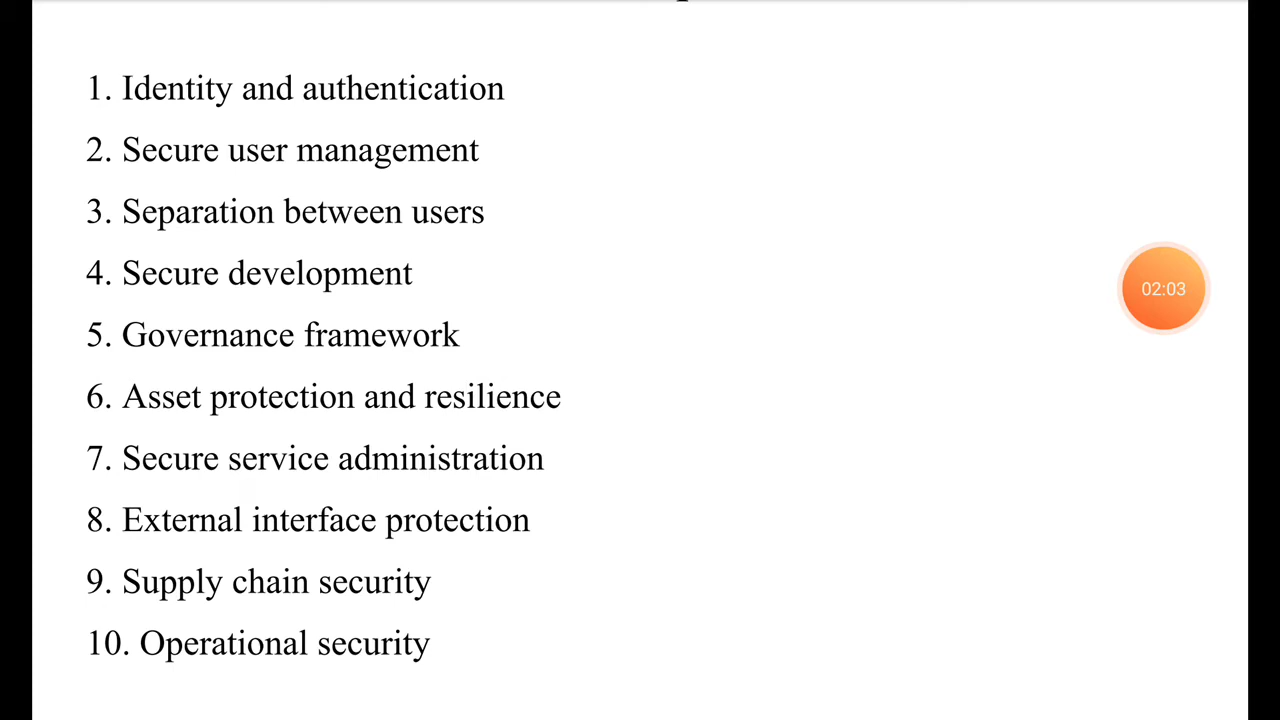 1. Identity and authentication
2. Secure user management
3. Separation between users
4. Secure development
02:03
5. Governance framework
6. Asset protection and resilience
7. Secure service administration
8. External interface protection
9. Supply chain security
10. Operational security